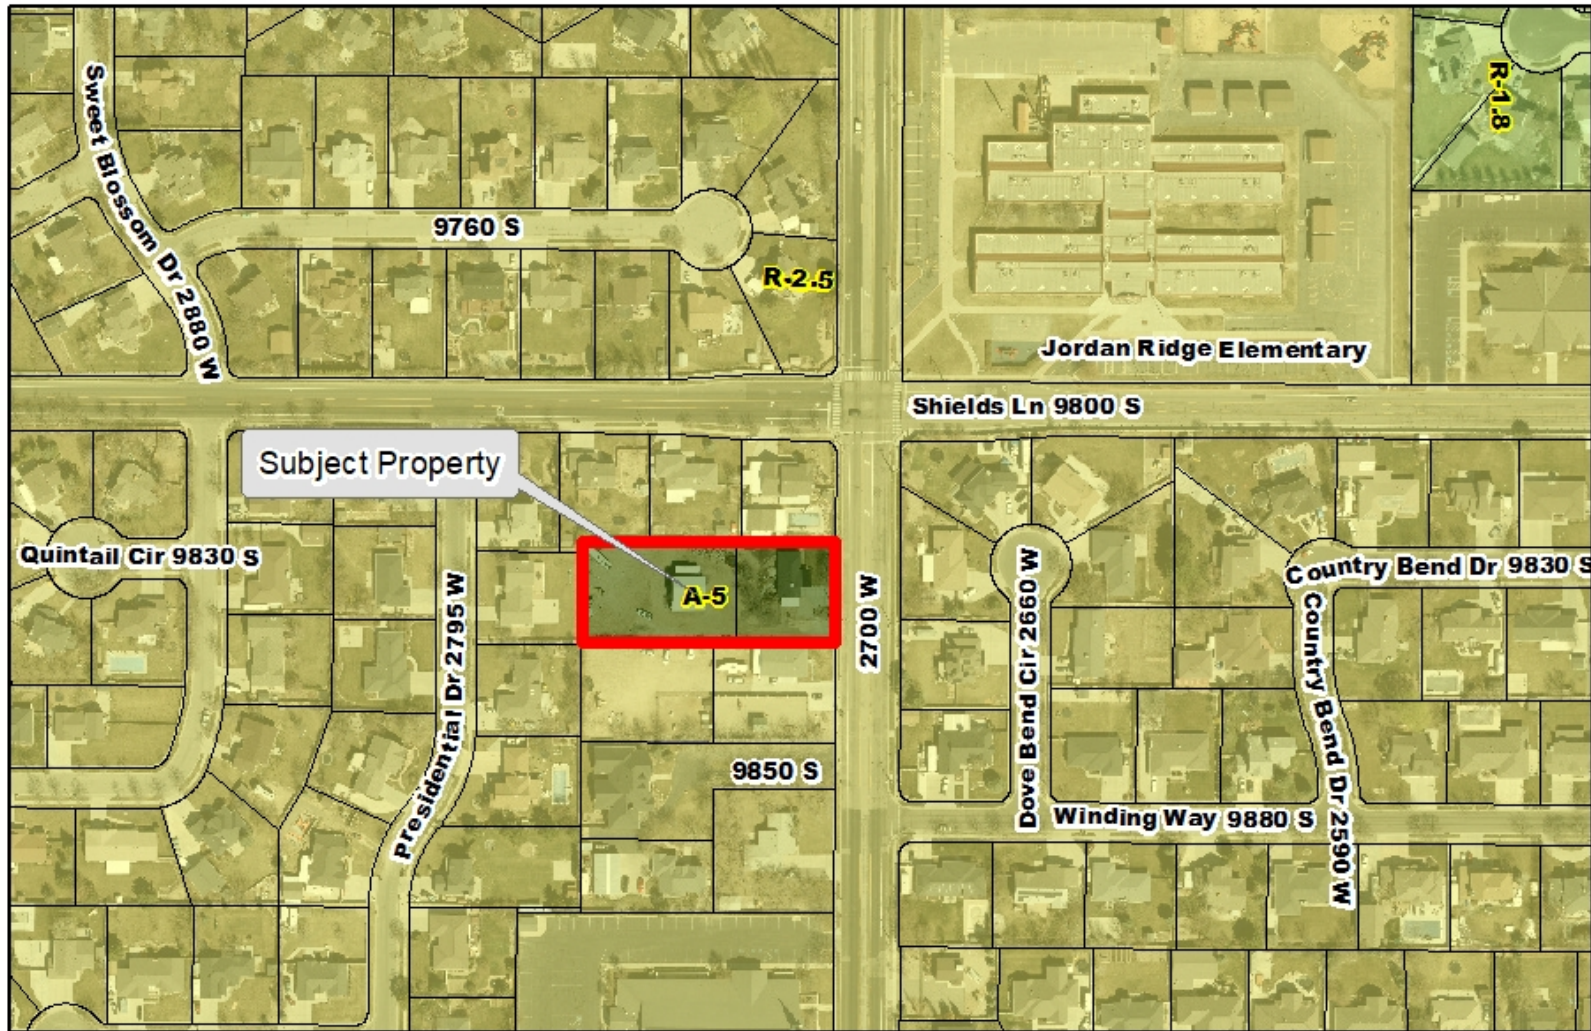 R-1.8
Sweet Blossom Dr 2880 W
9760 S
R-2.5
Jordan Ridge Elementary
Shields Ln 9800 S
Subject Property
Quintail Cir 9830 S
A-5
Presidential Dr 2795 W
2700 W
Dove Bend Cir 2660 W
Country Bend Dr 9830 S
Country Bend Dr 2590 W
9850 S
Winding Way 9880 S